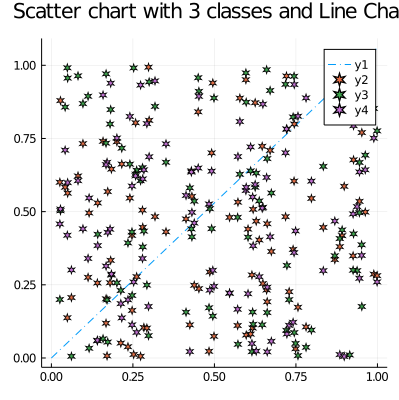 Scatter chart with 3 classes and Line Cha
1.00
0.75
0.50
0.25
0.00
0.00 0.25 0.50 0.75 1.00
y1
y2
y3
y4